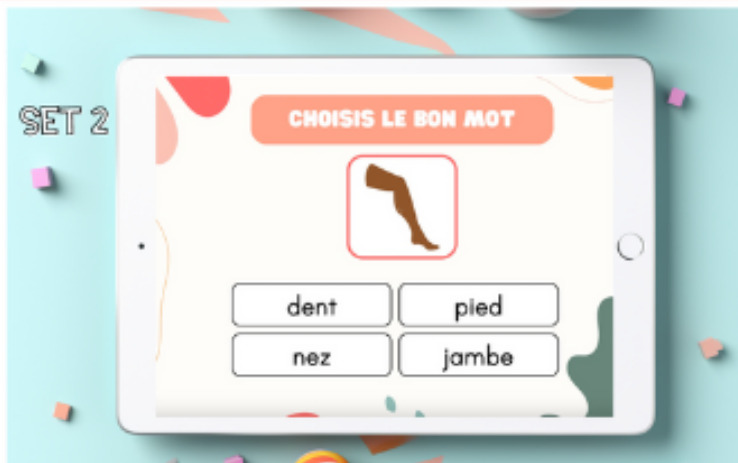 SET 2
CHOISIS LE BON MOT
dent
pied
nez
jambe